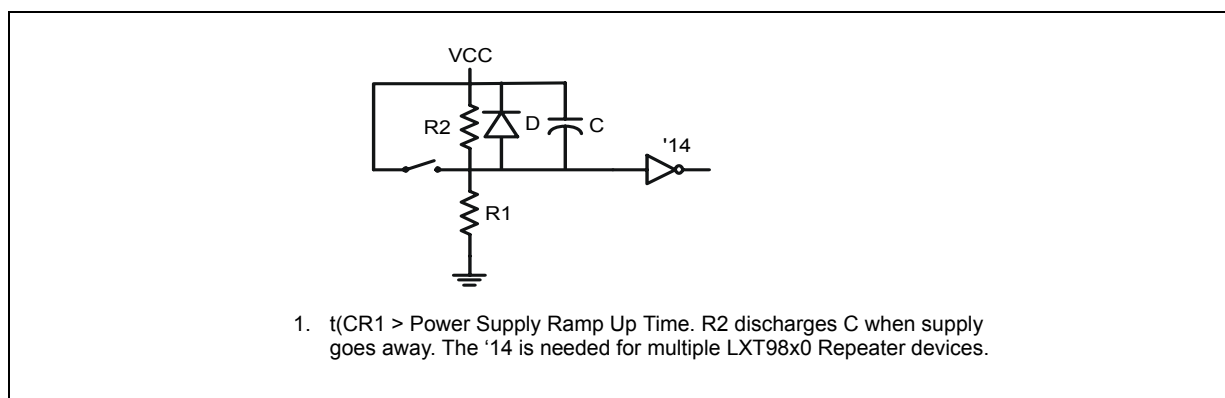 VCC
R2
D
C
'14
R1
1. t(CR1 > Power Supply Ramp Up Time. R2 discharges C when supply
goes away. The ‘14 is needed for multiple LXT98x0 Repeater devices.